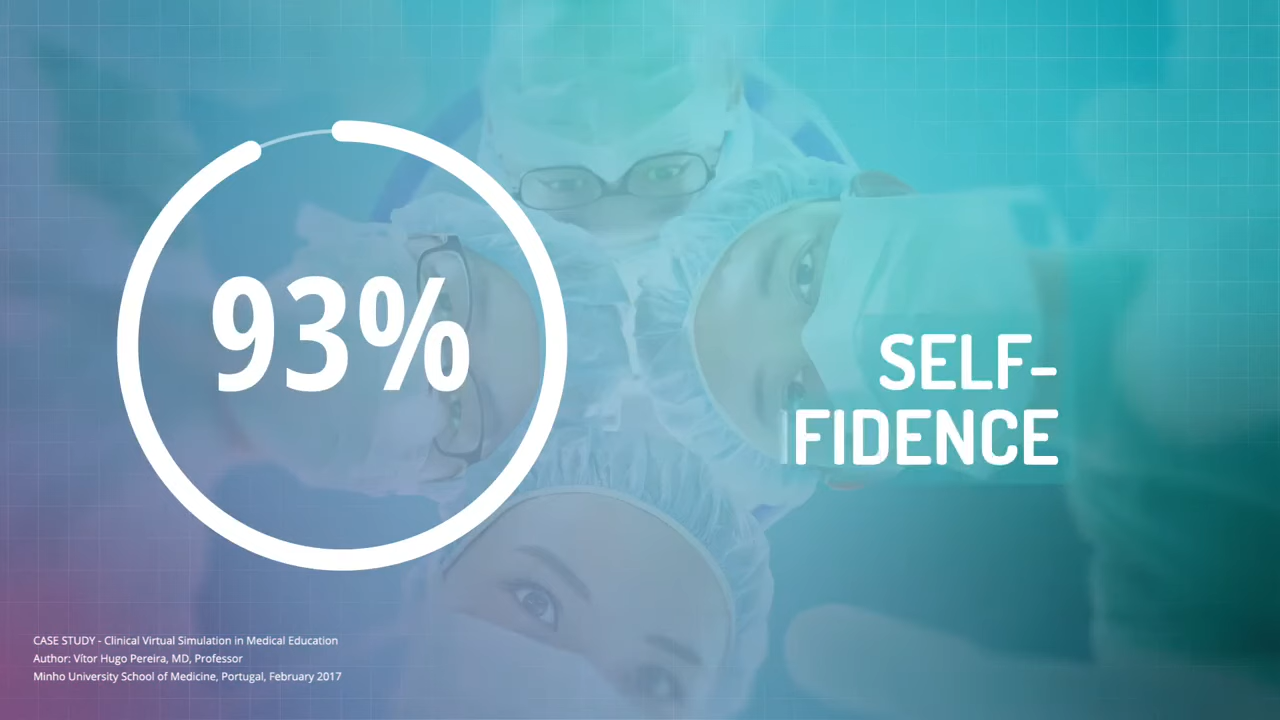 93%
SELF-
FIDENCE
CASE STUDY - Clinical Virtual Simulation in Medical Education
Author: Vítor Hugo Pereira, MD, Professor
Minho University School of Medicine, Portugal, February 2017